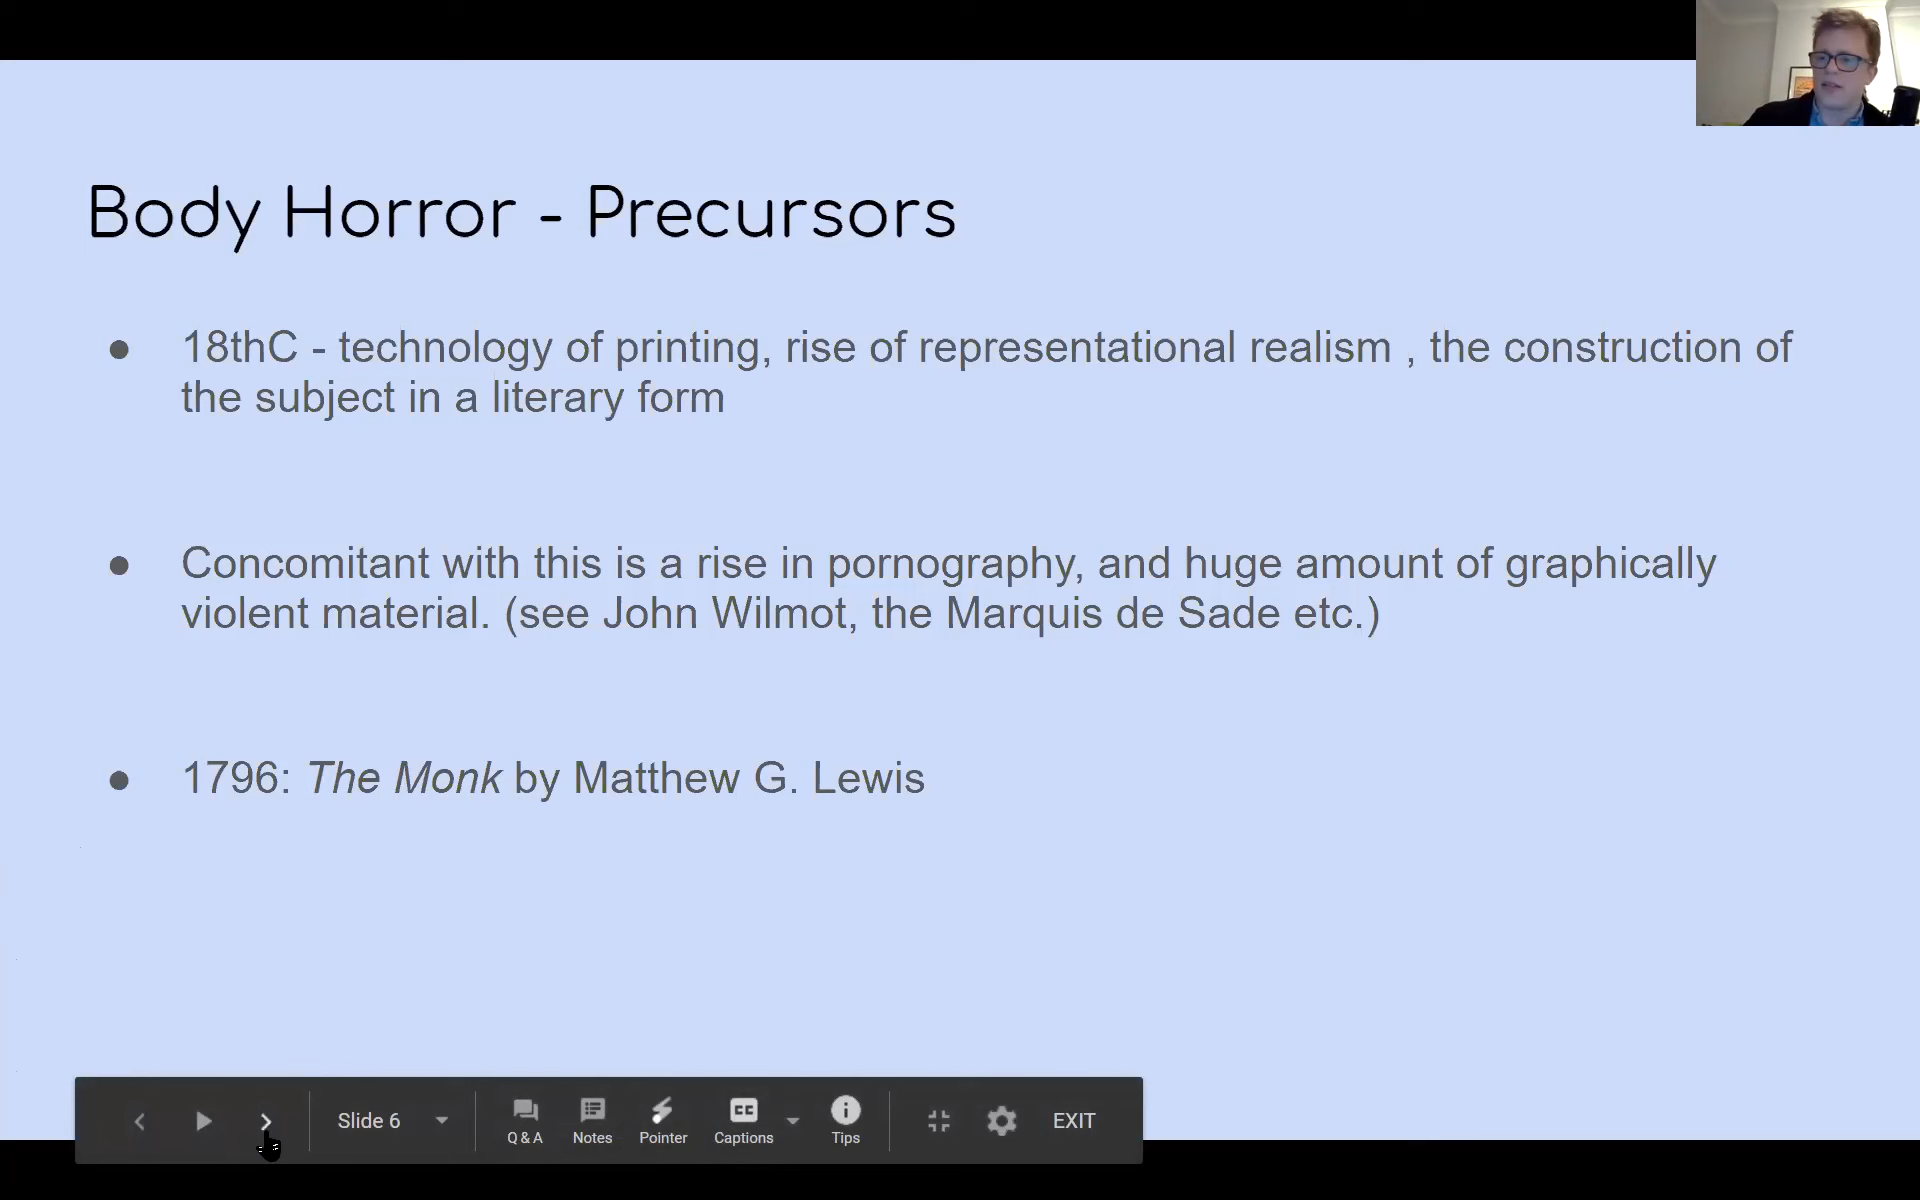 Body Horror - Precursors
● 18thC - technology of printing, rise of representational realism , the construction of
the subject in a literary form
● Concomitant with this is a rise in pornography, and huge amount of graphically
violent material. (see John Wilmot, the Marquis de Sade etc.)
● 1796: The Monk by Matthew G. Lewis
Slide 6
Q & A Notes Pointer CC Captions Tips EXIT